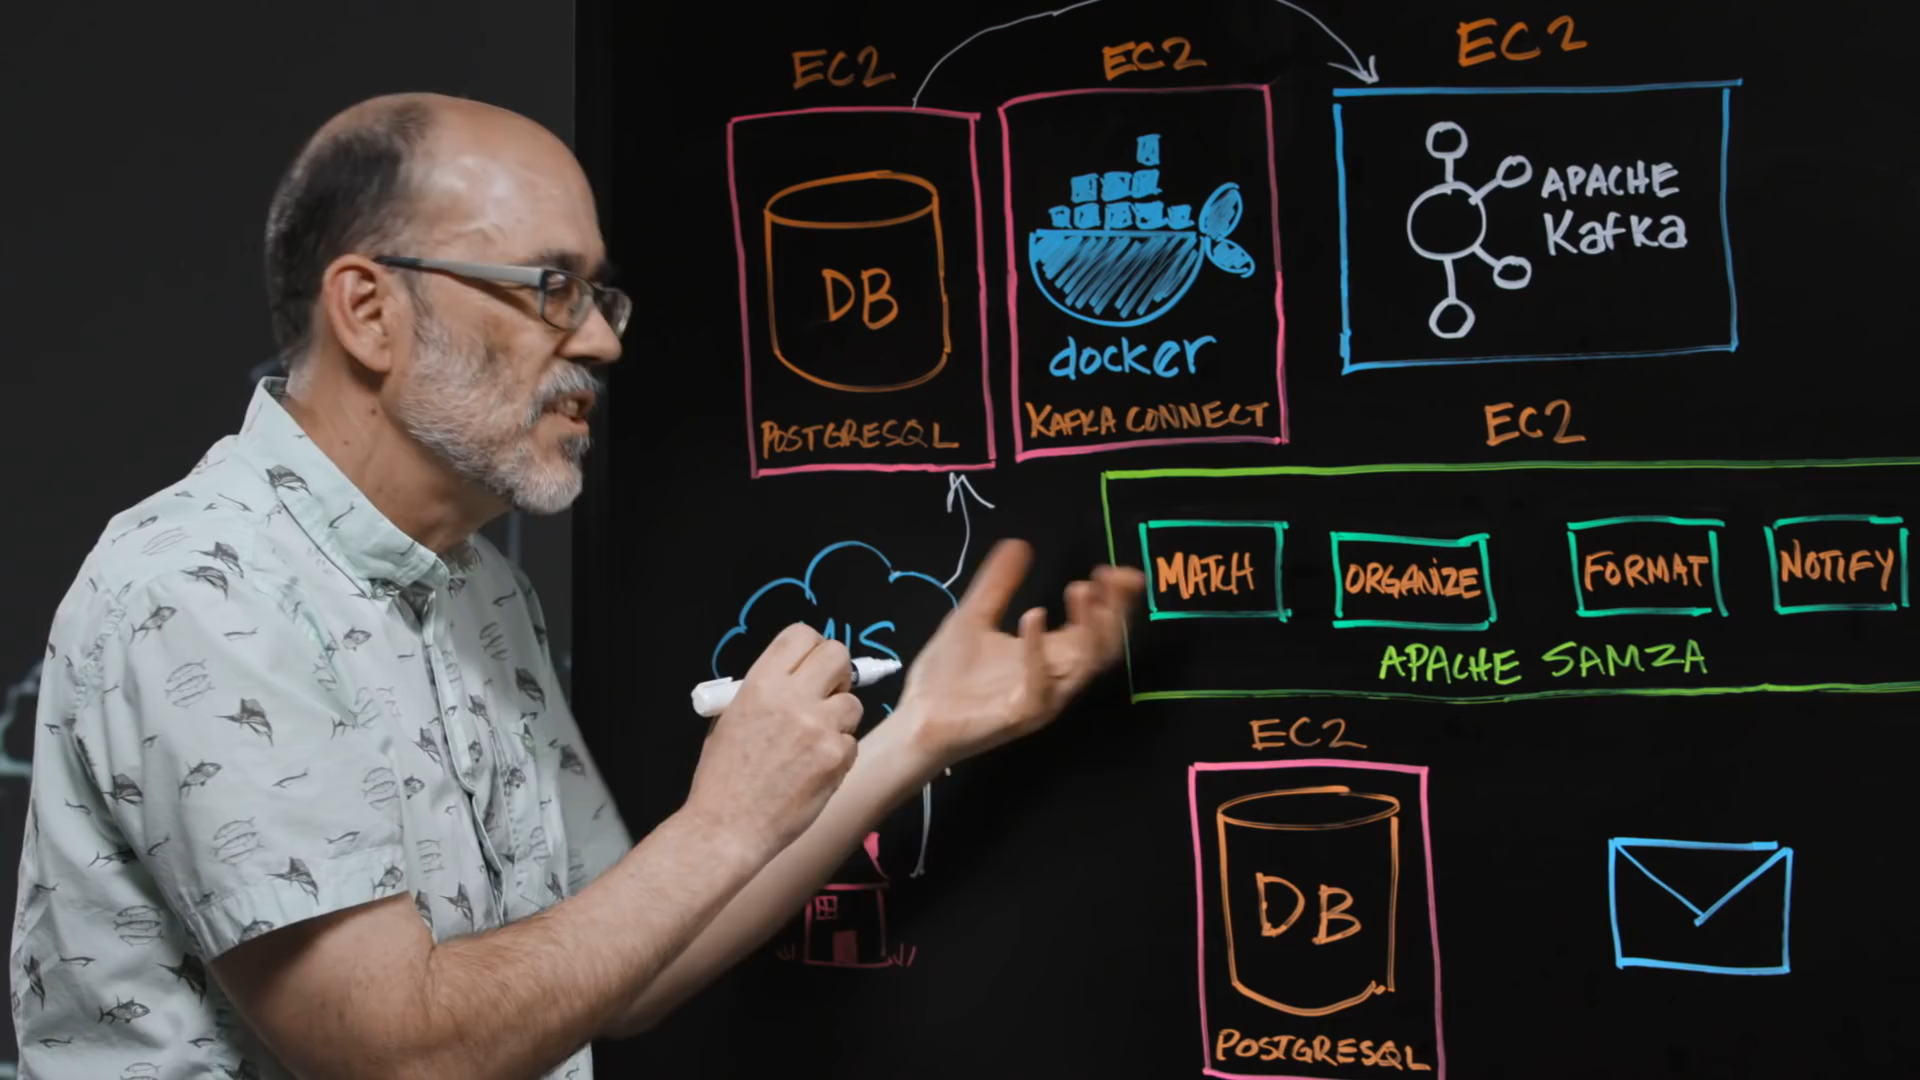 EC2
EC2
EC2
DB
POSTGRESQL
docker
KAFKA CONNECT
APACHE
Kafka
EC2
MATCH
ORGANIZE
FORMAT
NOTIFY
APACHE SAMZA
EC2
DB
POSTGRESQL